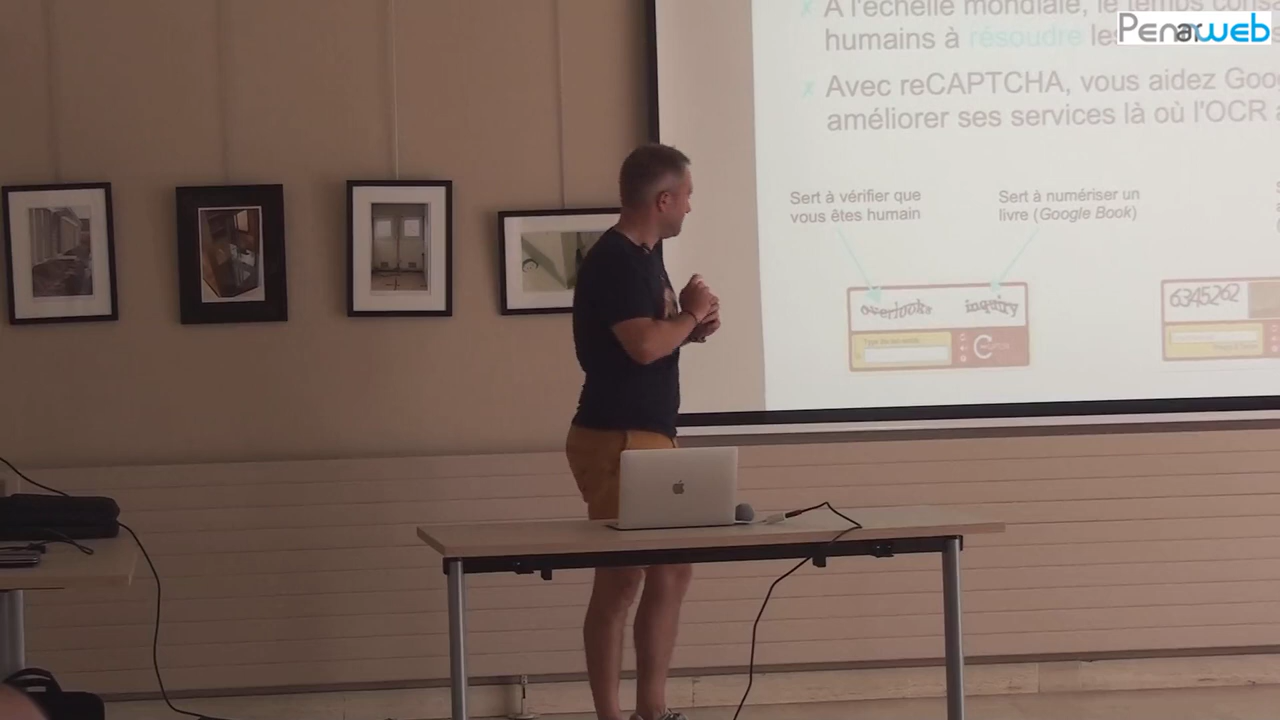 À l'échelle mondiale, le temps consa
Penarweb
humains à résoudre les
Avec reCAPTCHA, vous aidez Goog
améliorer ses services là où l'OCR a
Sert à vérifier que
vous êtes humain
Sert à numériser un
livre (Google Book)
overlooks inquiry
6345262